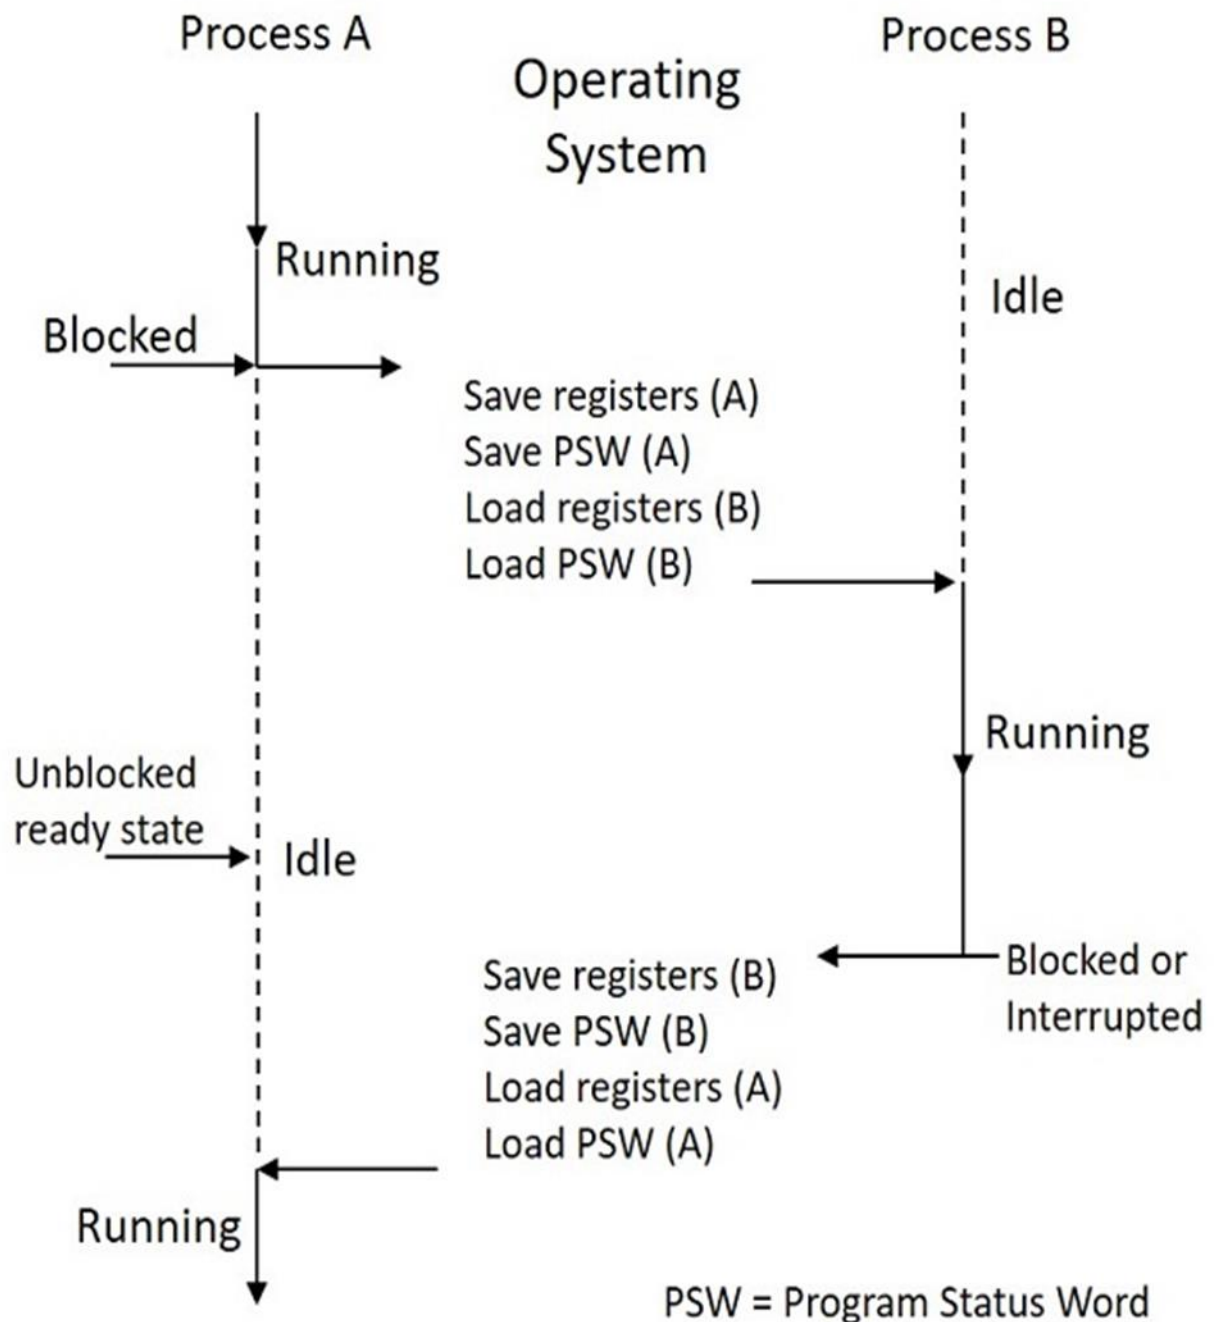 Process A
Process B
Operating
System
Running
Idle
Blocked
Save registers (A)
Save PSW (A)
Load registers (B)
Load PSW (B)
Running
Unblocked
ready state
Idle
Blocked or
Interrupted
Save registers (B)
Save PSW (B)
Load registers (A)
Load PSW (A)
Running
PSW = Program Status Word